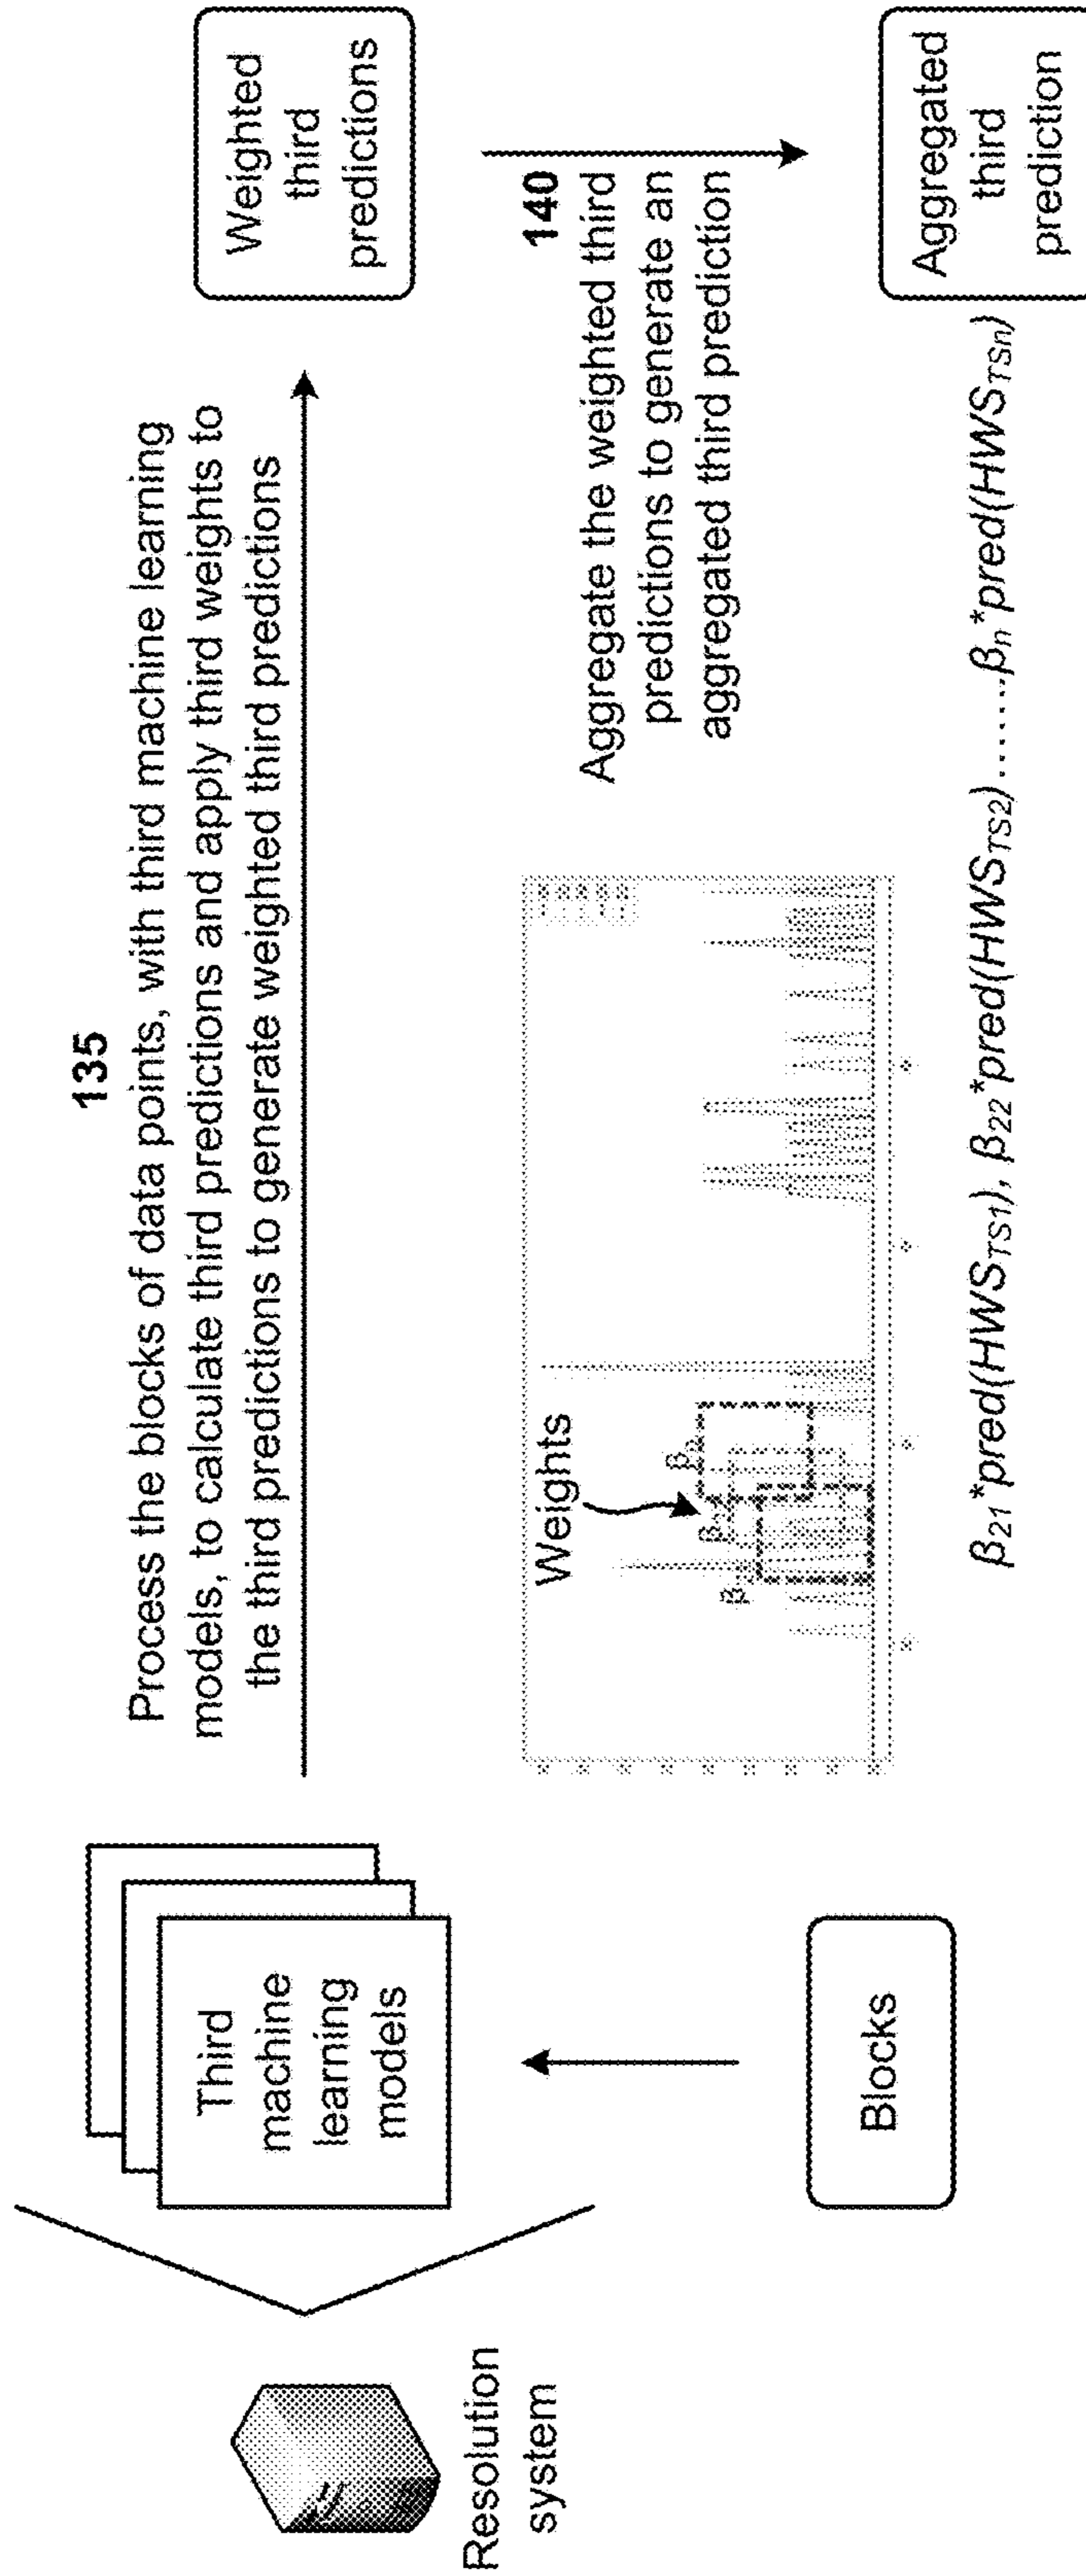 135
Process the blocks of data points, with third machine learning
models, to calculate third predictions and apply third weights to
the third predictions to generate weighted third predictions
Resolution
system
Third
machine
learning
models
Weighted
third
predictions
Blocks
Weights
140
Aggregate the weighted third
predictions to generate an
aggregated third prediction
β21*pred(HWSTS1), β22*pred(HWSTS2).......βn*pred(HWSTSn)
Aggregated
third
prediction